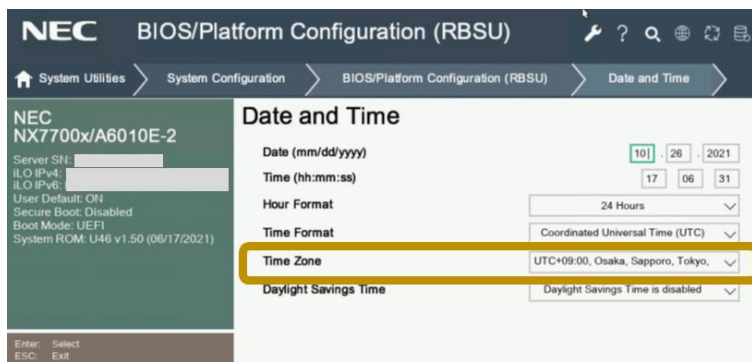 NEC BIOS/Platform Configuration (RBSU)
System Utilities System Configuration BIOS/Platform Configuration (RBSU) Date and Time
NEC
NX7700x/A6010E-2
Server SN:
iLO IPv4:
iLO IPv6:
User Default: ON
Secure Boot: Disabled
Boot Mode: UEFI
System ROM: U46 v1.50 (06/17/2021)
Enter: Select
ESC: Exit
Date and Time
Date (mm/dd/yyyy) 10 . 26 . 2021
Time (hh:mm:ss) 17 06 31
Hour Format 24 Hours
Time Format Coordinated Universal Time (UTC)
Time Zone UTC+09:00, Osaka, Sapporo, Tokyo,
Daylight Savings Time Daylight Savings Time is disabled